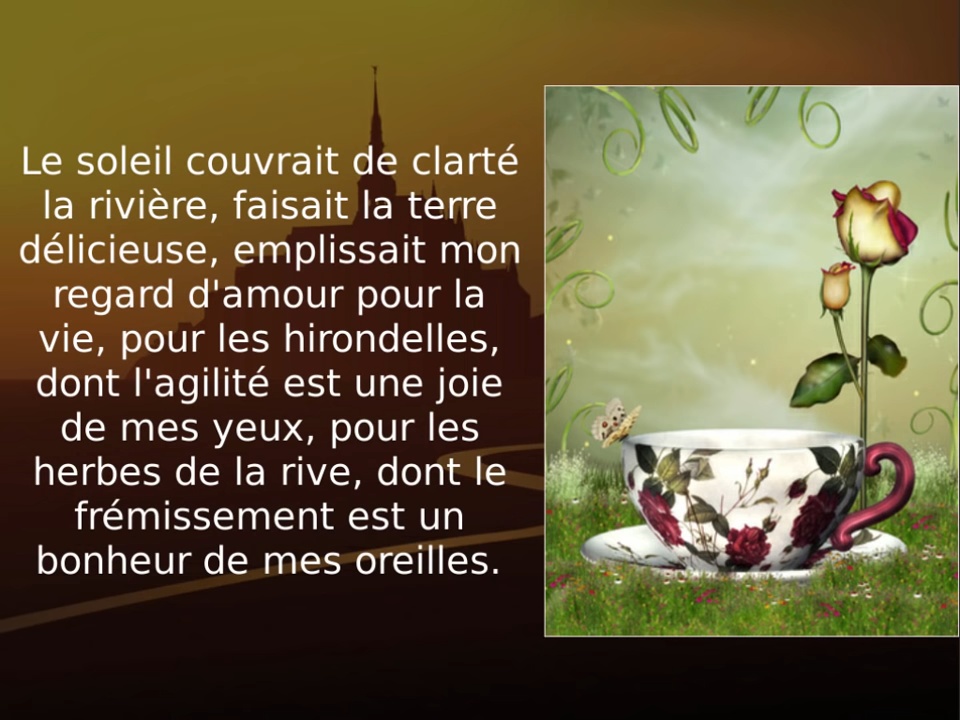 Le soleil couvrait de clarté
la rivière, faisait la terre
délicieuse, emplissait mon
regard d'amour pour la
vie, pour les hirondelles,
dont l'agilité est une joie
de mes yeux, pour les
herbes de la rive, dont le
frémissement est un
bonheur de mes oreilles.